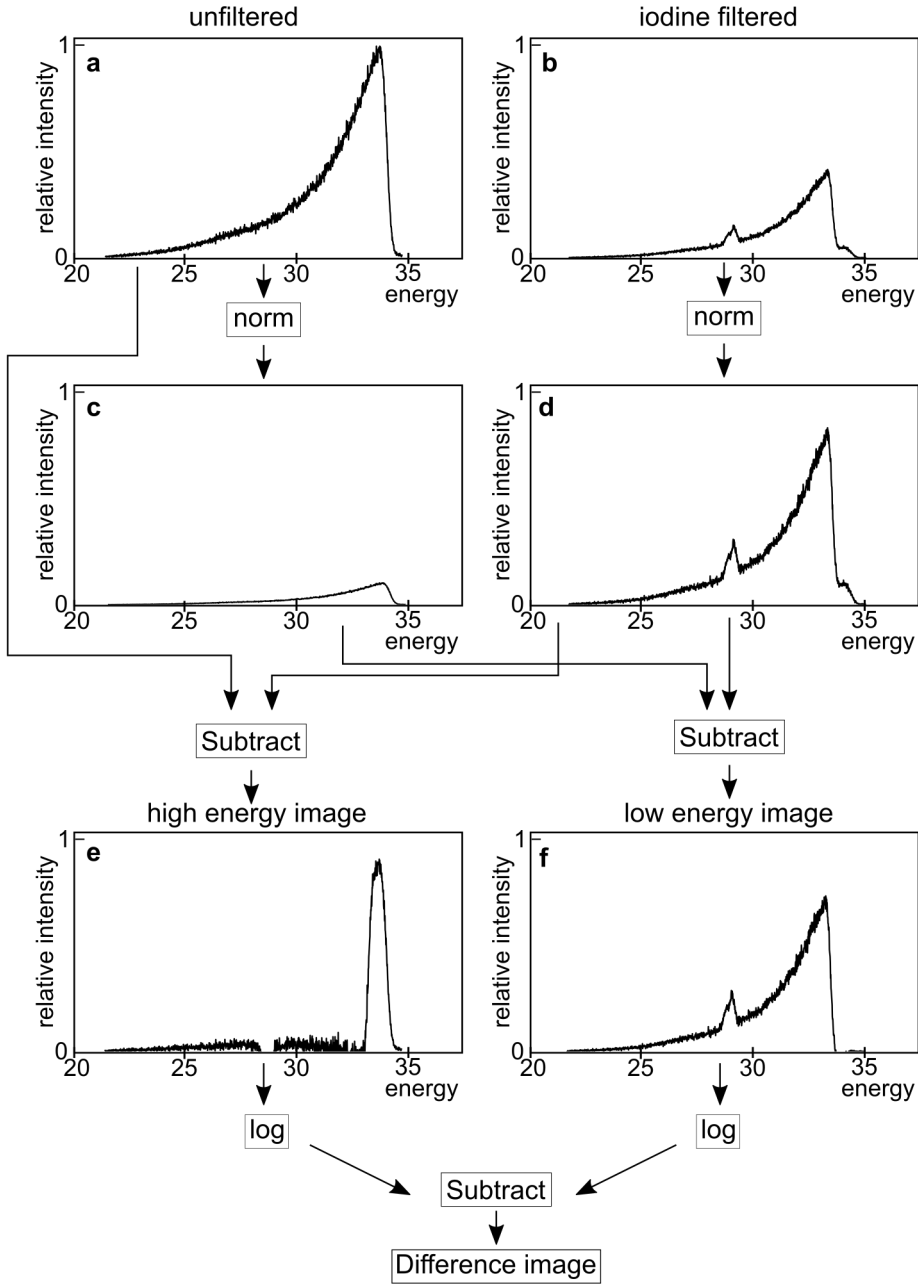 unfiltered
iodine filtered
a
relative intensity
1
0
20 25 30 35
energy
b
relative intensity
1
0
20 25 30 35
energy
norm
norm
c
relative intensity
1
0
20 25 30 35
energy
d
relative intensity
1
0
20 25 30 35
energy
Subtract
Subtract
high energy image
low energy image
e
relative intensity
1
0
20 25 30 35
energy
f
relative intensity
1
0
20 25 30 35
energy
log
log
Subtract
Difference image